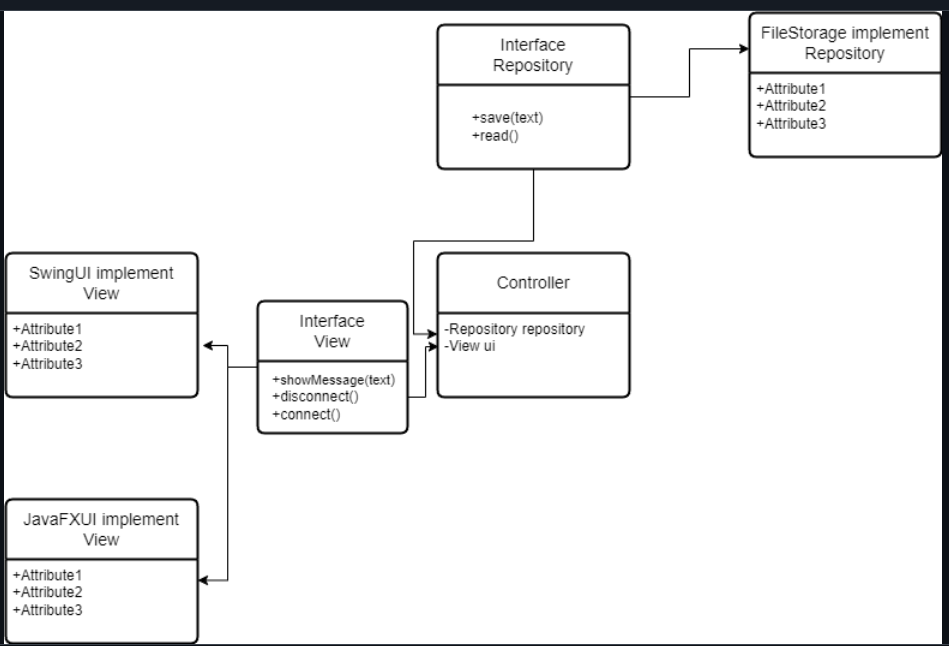 Interface
Repository
+save(text)
+read()
FileStorage implement
Repository
+Attribute1
+Attribute2
+Attribute3
SwingUI implement
View
+Attribute1
+Attribute2
+Attribute3
Interface
View
+showMessage(text)
+disconnect()
+connect()
Controller
-Repository repository
-View ui
JavaFXUI implement
View
+Attribute1
+Attribute2
+Attribute3